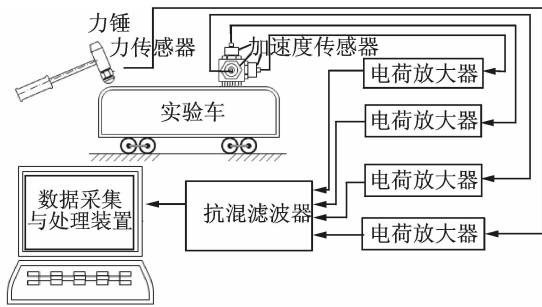 力锤
力传感器
加速度传感器
实验车
电荷放大器
电荷放大器
电荷放大器
电荷放大器
抗混滤波器
数据采集
与处理装置